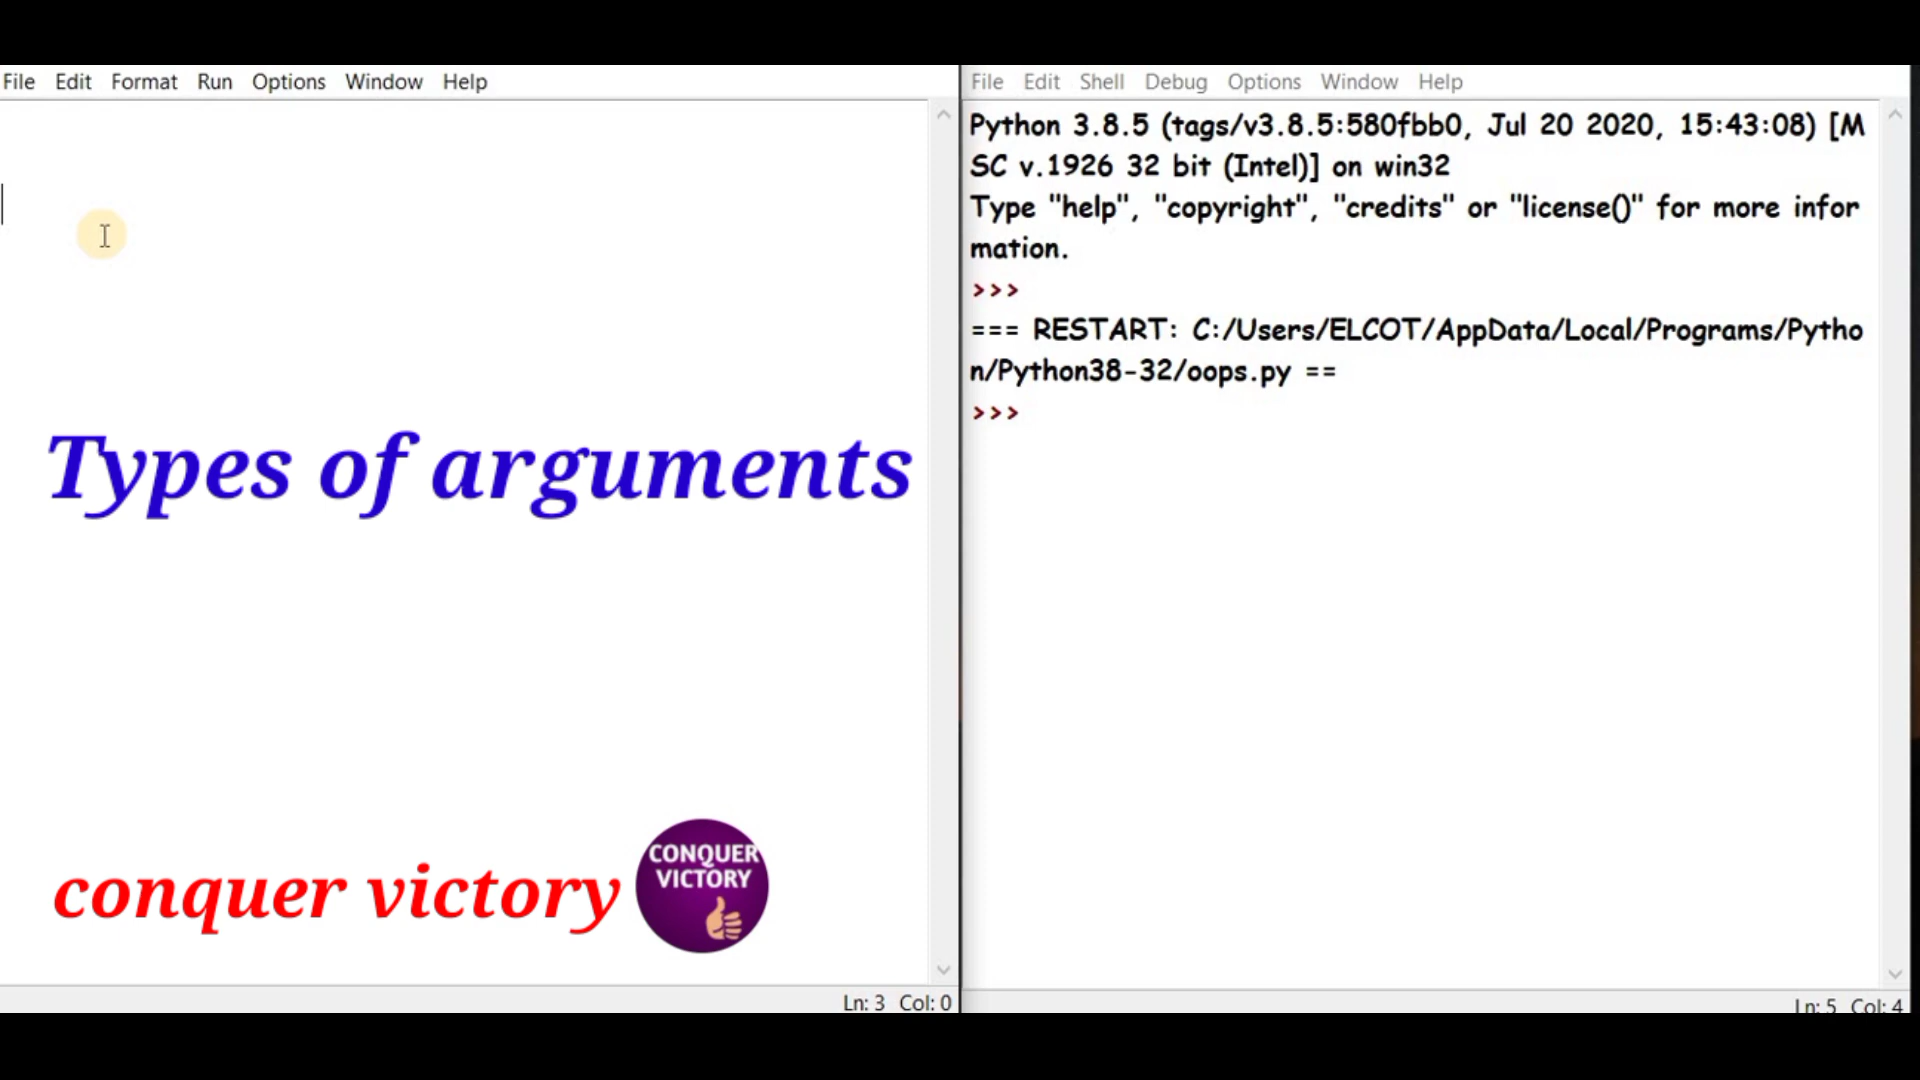 File Edit Format Run Options Window Help
Types of arguments
conquer victory
CONQUER
VICTORY
Ln: 3 Col: 0
File Edit Shell Debug Options Window Help
Python 3.8.5 (tags/v3.8.5:580fbb0, Jul 20 2020, 15:43:08) [M
SC v.1926 32 bit (Intel)] on win32
Type "help", "copyright", "credits" or "license()" for more infor
mation.
>>>
=== RESTART: C:/Users/ELCOT/AppData/Local/Programs/Pytho
n/Python38-32/oops.py ==
>>>
Ln: 5 Col: 4